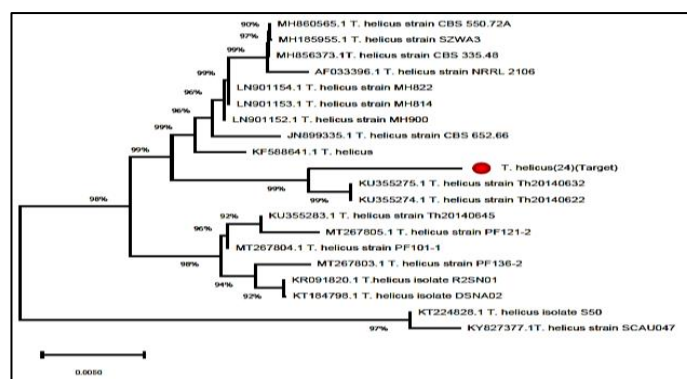 90%
MH860565.1 T. helicus strain CBS 550.72A
97%
MH185955.1 T. helicus strain SZWA3
99%
MH856373.1T. helicus strain CBS 335.48
99%
AF033396.1 T. helicus strain NRRL 2106
LN901154.1 T. helicus strain MH822
96%
LN901153.1 T. helicus strain MH814
96%
LN901152.1 T. helicus strain MH900
99%
JN899335.1 T. helicus strain CBS 652.66
99%
KF588641.1 T. helicus
T. helicus(24)(Target)
99%
KU355275.1 T. helicus strain Th20140632
99%
KU355274.1 T. helicus strain Th20140622
98%
92%
KU355283.1 T. helicus strain Th20140645
96%
MT267805.1 T. helicus strain PF121-2
MT267804.1 T. helicus strain PF101-1
98%
MT267803.1 T. helicus strain PF136-2
94%
KR091820.1 T.helicus isolate R2SN01
92%
KT184798.1 T. helicus isolate DSNA02
KT224828.1 T. helicus isolate S50
97%
KY827377.1T. helicus strain SCAU047
0.0050